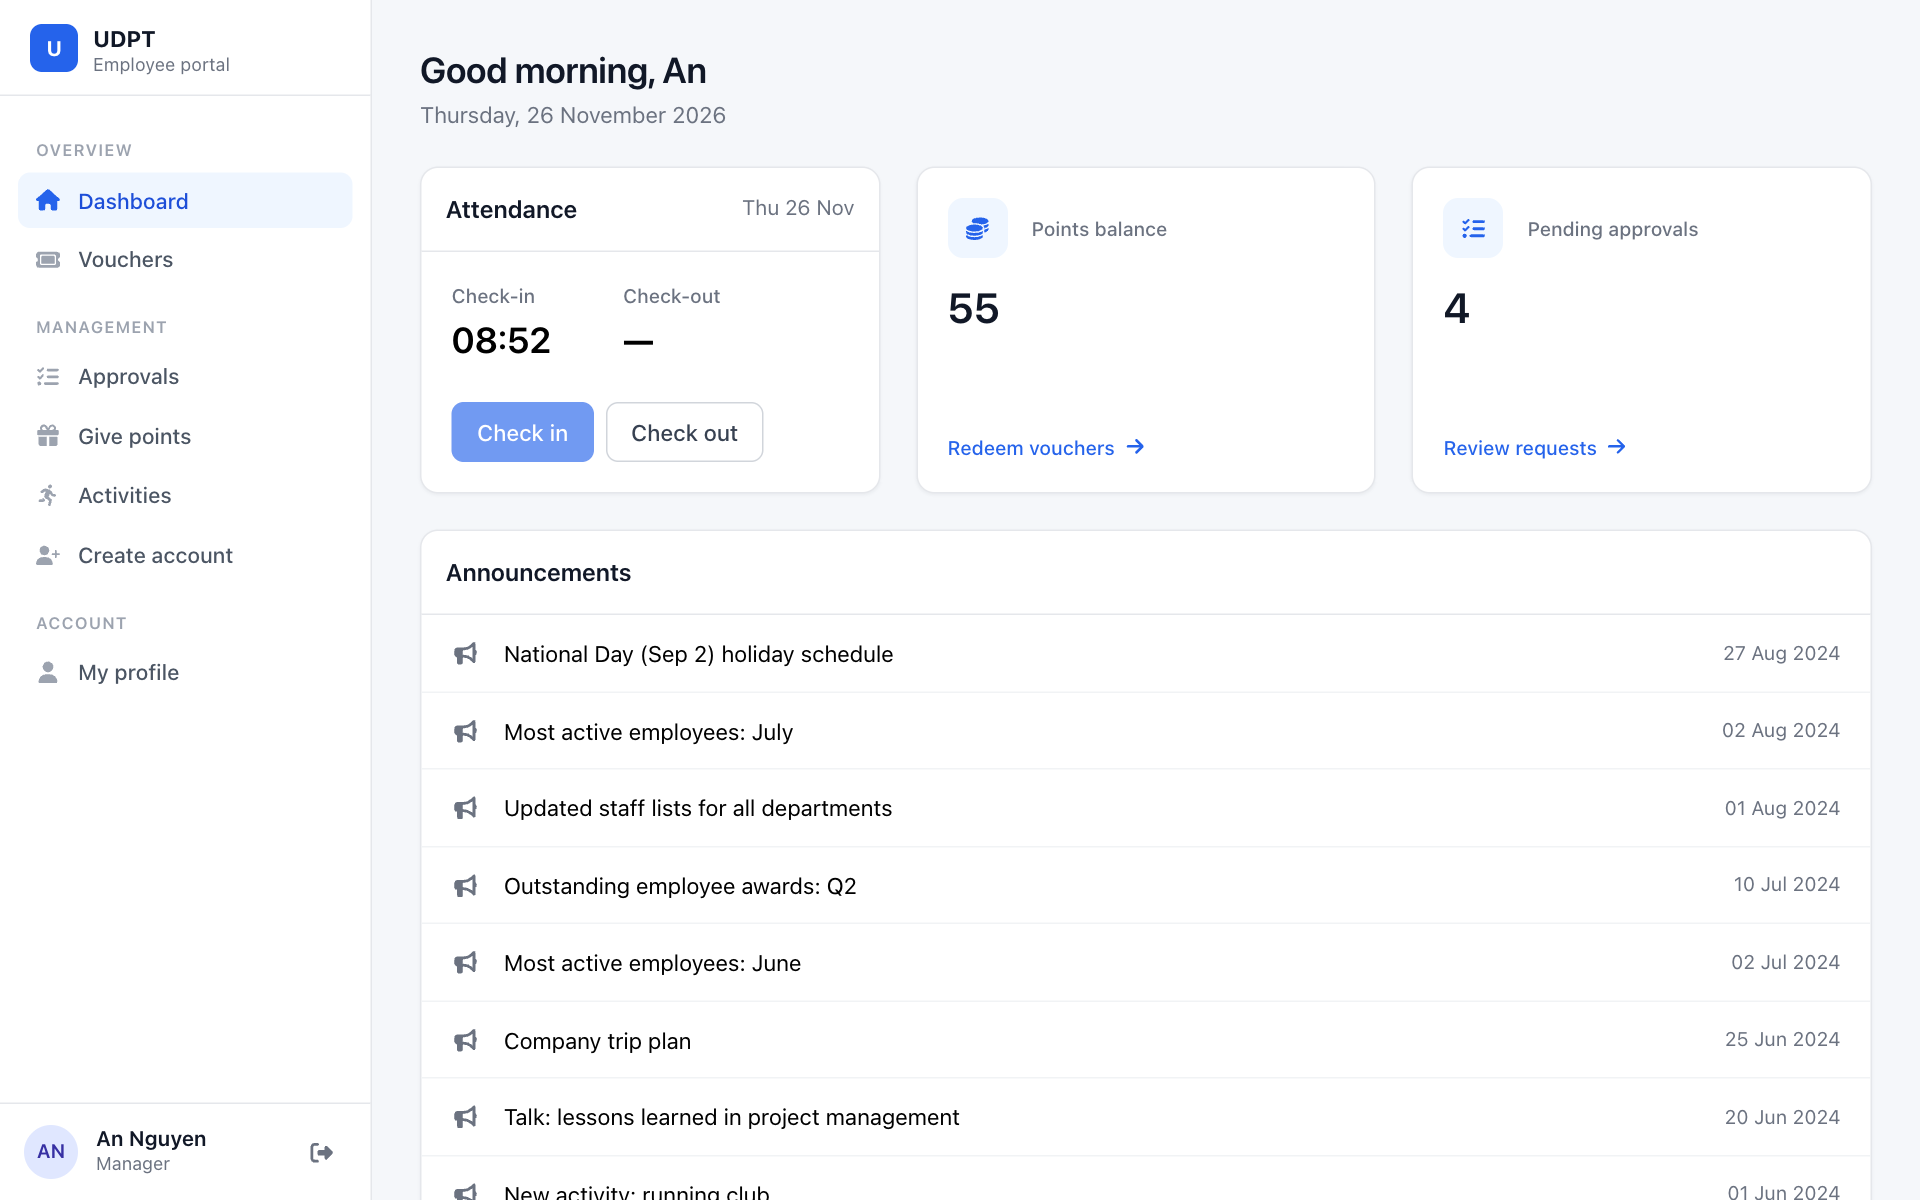 U
UDPT
Employee portal
OVERVIEW
Dashboard
Vouchers
MANAGEMENT
Approvals
Give points
Activities
Create account
ACCOUNT
My profile
AN
An Nguyen
Manager
Good morning, An
Thursday, 26 November 2026
Attendance
Thu 26 Nov
Check-in
Check-out
08:52
—
Check in
Check out
Points balance
55
Redeem vouchers →
Pending approvals
4
Review requests →
Announcements
National Day (Sep 2) holiday schedule
27 Aug 2024
Most active employees: July
02 Aug 2024
Updated staff lists for all departments
01 Aug 2024
Outstanding employee awards: Q2
10 Jul 2024
Most active employees: June
02 Jul 2024
Company trip plan
25 Jun 2024
Talk: lessons learned in project management
20 Jun 2024
New activity: running club
01 Jun 2024